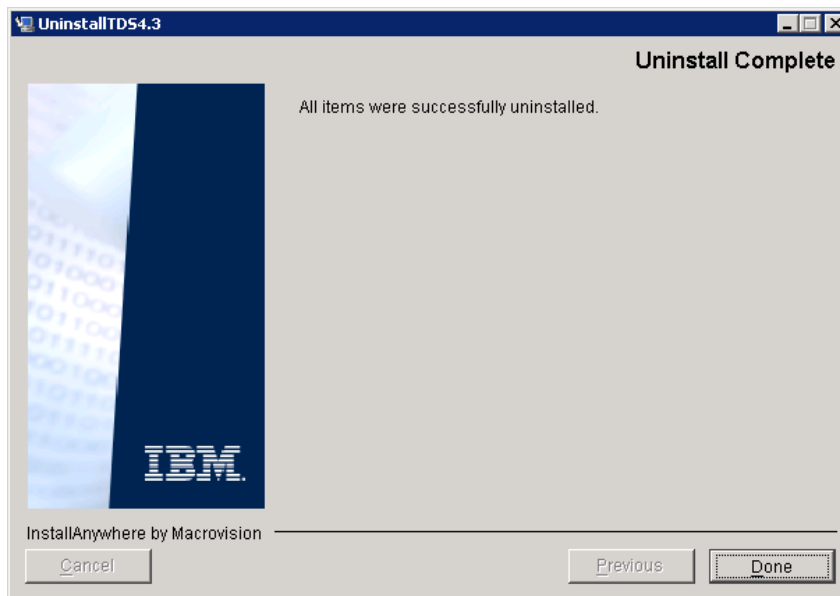 UninstallTDS4.3
Uninstall Complete
All items were successfully uninstalled.
IBM.
InstallAnywhere by Macrovision
Cancel
Previous
Done